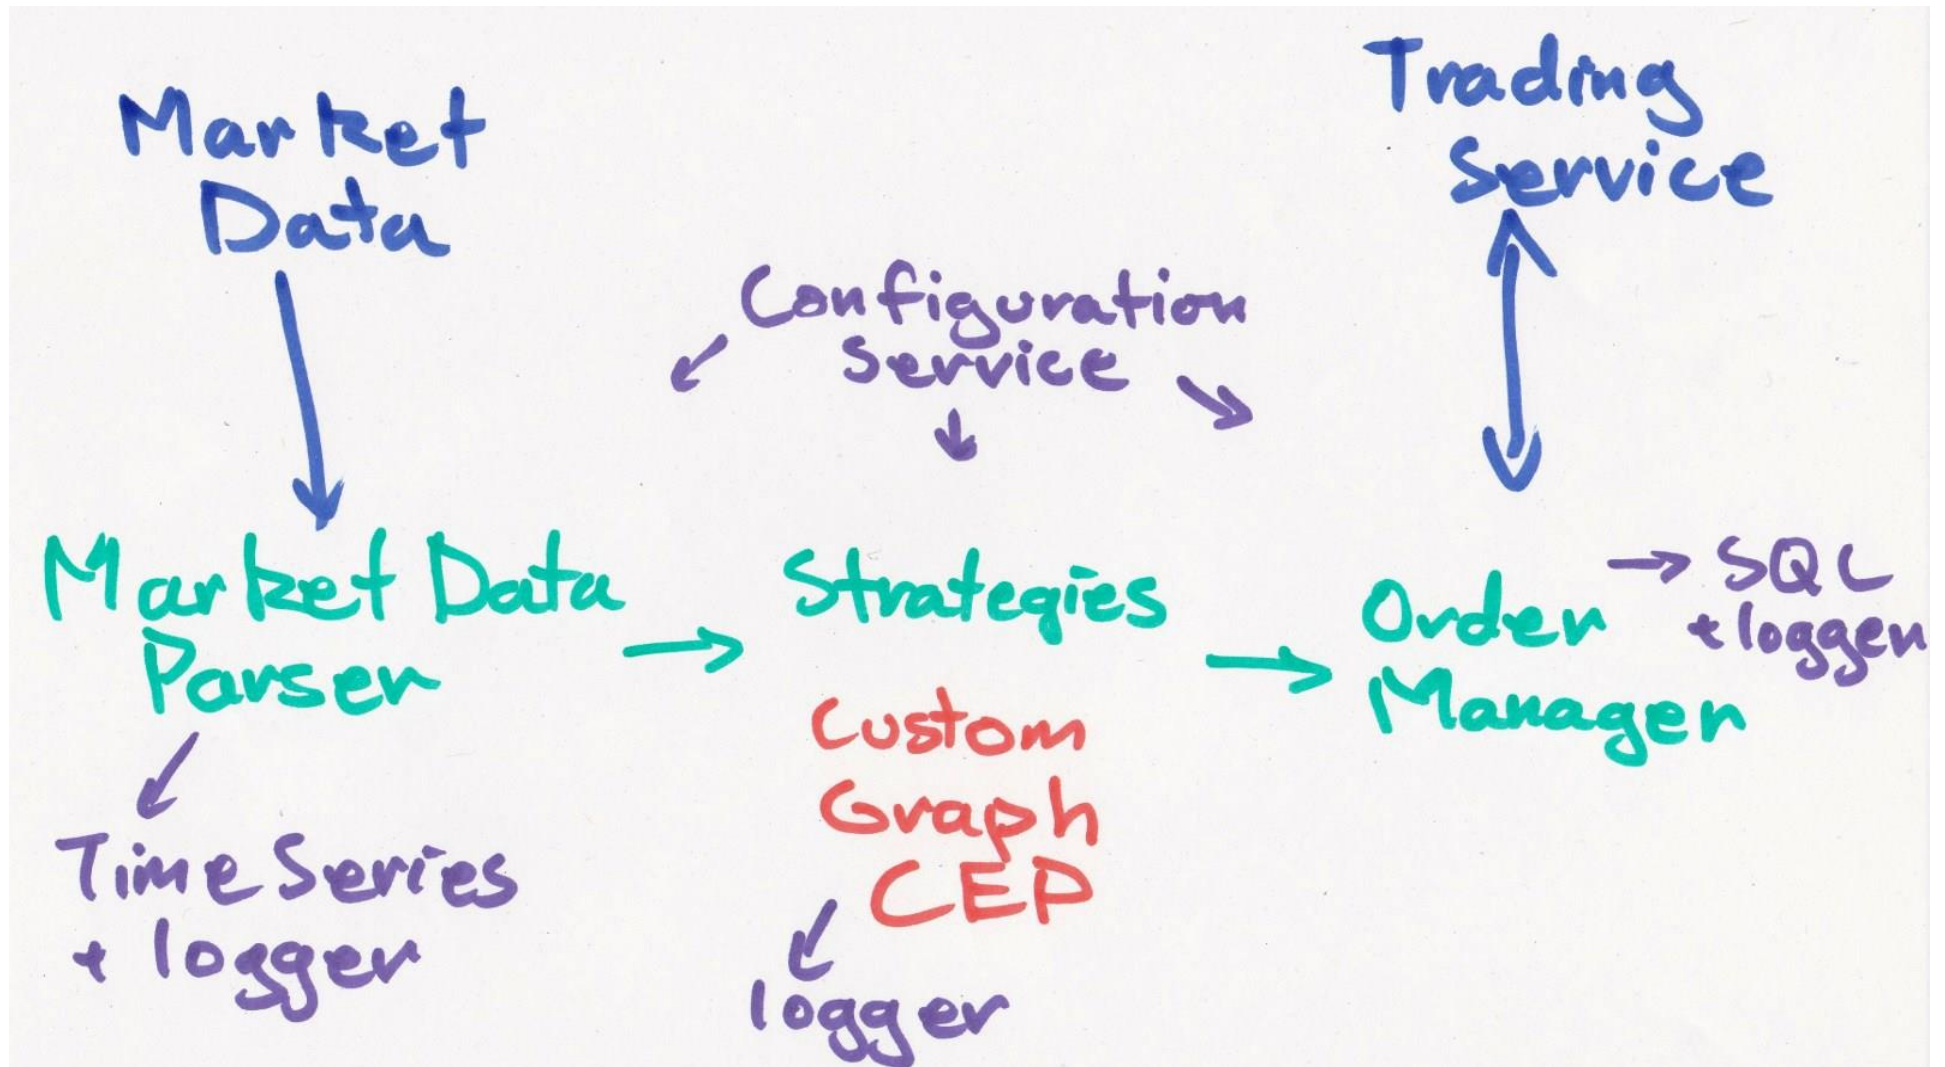 Market
Data
Trading
Service
Configuration
Service
Market Data
Parser
Strategies
Order
Manager
SQL
+ logger
Custom
Graph
CEP
Time Series
+ logger
logger